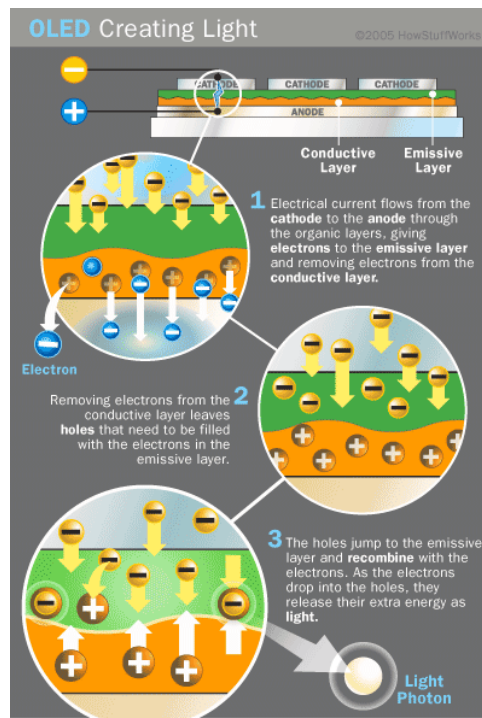 OLED Creating Light
©2005 HowStuffWorks
CATHODE CATHODE CATHODE
ANODE
Conductive Layer
Emissive Layer
1 Electrical current flows from the
cathode to the anode through
the organic layers, giving
electrons to the emissive layer
and removing electrons from the
conductive layer.
Electron
2
Removing electrons from the
conductive layer leaves
holes that need to be filled
with the electrons in the
emissive layer.
3 The holes jump to the emissive
layer and recombine with the
electrons. As the electrons
drop into the holes, they
release their extra energy as
light.
Light
Photon